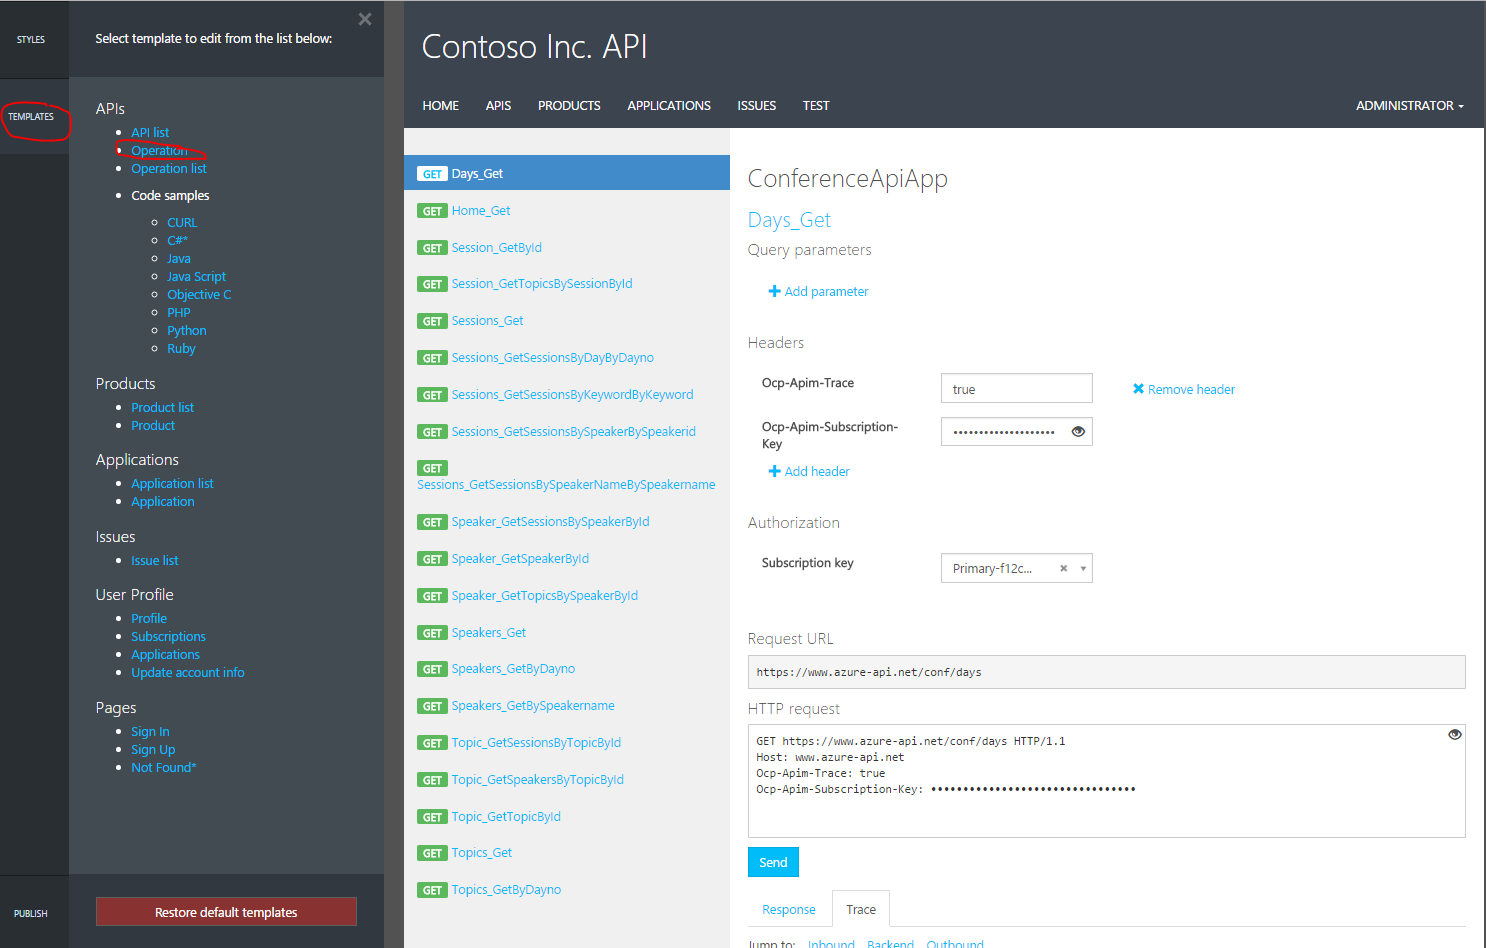 STYLES
TEMPLATES
PUBLISH
Select template to edit from the list below:
APIs
API list
Operation
Operation list
Code samples
CURL
C#*
Java
Java Script
Objective C
PHP
Python
Ruby
Products
Product list
Product
Applications
Application list
Application
Issues
Issue list
User Profile
Profile
Subscriptions
Applications
Update account info
Pages
Sign In
Sign Up
Not Found*
Restore default templates
Contoso Inc. API
HOME APIS PRODUCTS APPLICATIONS ISSUES TEST ADMINISTRATOR
GET Days_Get
GET Home_Get
GET Session_GetById
GET Session_GetTopicsBySessionById
GET Sessions_Get
GET Sessions_GetSessionsByDayByDayno
GET Sessions_GetSessionsByKeywordByKeyword
GET Sessions_GetSessionsBySpeakerBySpeakerid
GET
Sessions_GetSessionsBySpeakerNameBySpeakername
GET Speaker_GetSessionsBySpeakerById
GET Speaker_GetSpeakerById
GET Speaker_GetTopicsBySpeakerById
GET Speakers_Get
GET Speakers_GetByDayno
GET Speakers_GetBySpeakername
GET Topic_GetSessionsByTopicById
GET Topic_GetSpeakersByTopicById
GET Topic_GetTopicById
GET Topics_Get
GET Topics_GetByDayno
ConferenceApiApp
Days_Get
Query parameters
Add parameter
Headers
Ocp-Apim-Trace true Remove header
Ocp-Apim-Subscription-
Key ••••••••••••••••••••
Add header
Authorization
Subscription key Primary-f12c...
Request URL
https://www.azure-api.net/conf/days
HTTP request
GET https://www.azure-api.net/conf/days HTTP/1.1
Host: www.azure-api.net
Ocp-Apim-Trace: true
Ocp-Apim-Subscription-Key: ••••••••••••••••••••••••••••••••
Send
Response Trace
Jump to: Inbound Backend Outbound